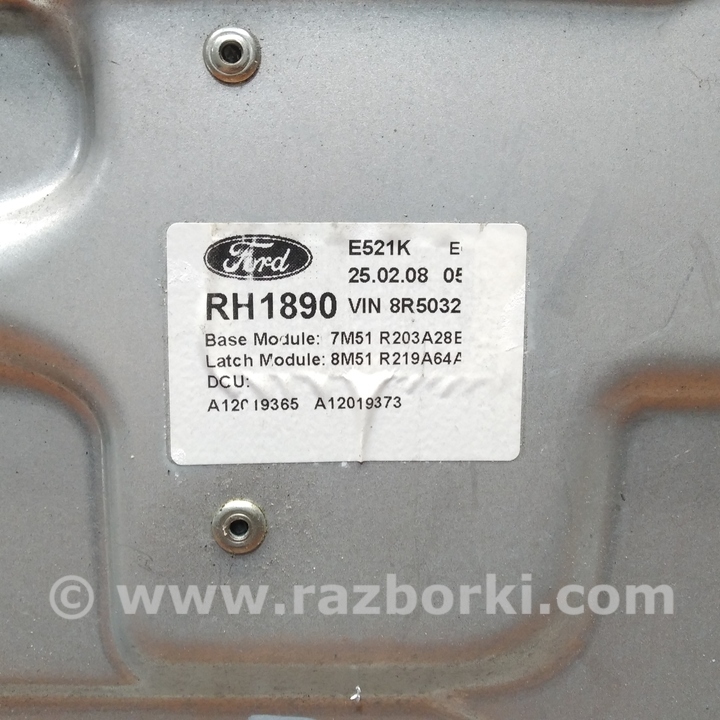 Ford
E521K
25.02.08 05
RH1890 VIN 8R5032
Base Module: 7M51 R203A28E
Latch Module: 8M51 R219A64A
DCU:
A12019365 A12019373
© www.razborki.com